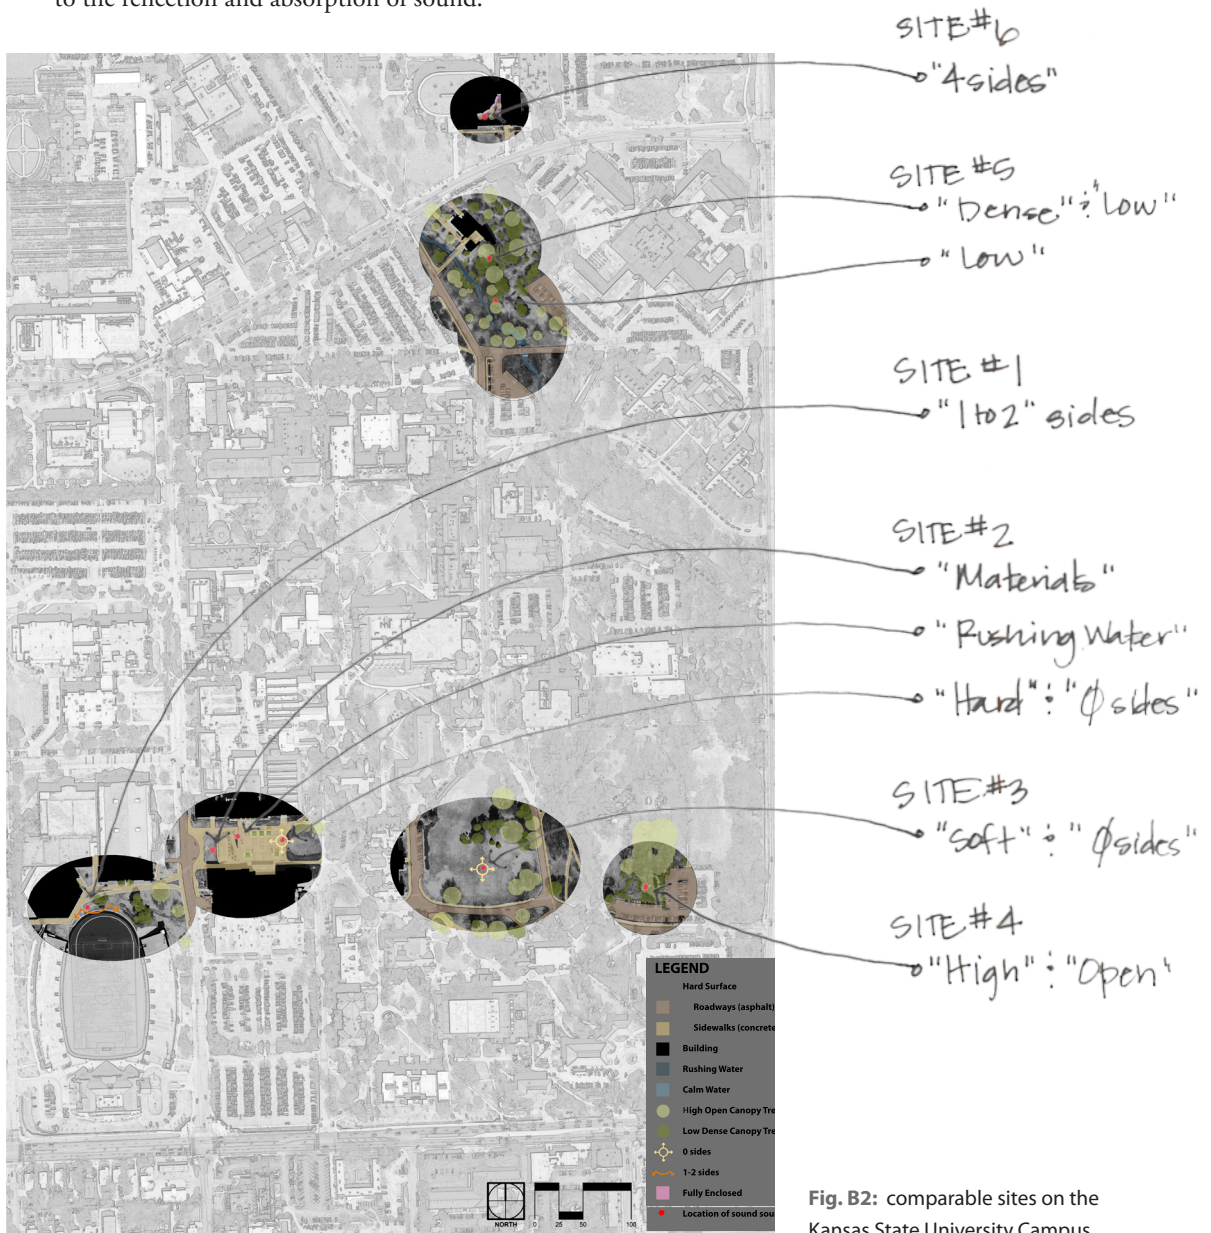 to the reflection and absorption of sound.
SITE #6
"4 sides"
SITE #5
"Dense" : "Low"
"Low"
SITE #1
"1 to 2" sides
SITE #2
"Materials"
"Rushing Water"
"Hard" : "Ø sides"
SITE #3
"Soft" : "Ø sides"
SITE #4
"High" : "Open"
LEGEND
Hard Surface
Roadways (asphalt)
Sidewalks (concrete
Building
Rushing Water
Calm Water
High Open Canopy Tre
Low Dense Canopy Tre
0 sides
1-2 sides
Fully Enclosed
Location of sound sou
NORTH
0 25 50 100
Fig. B2: comparable sites on the
Kansas State University Campus